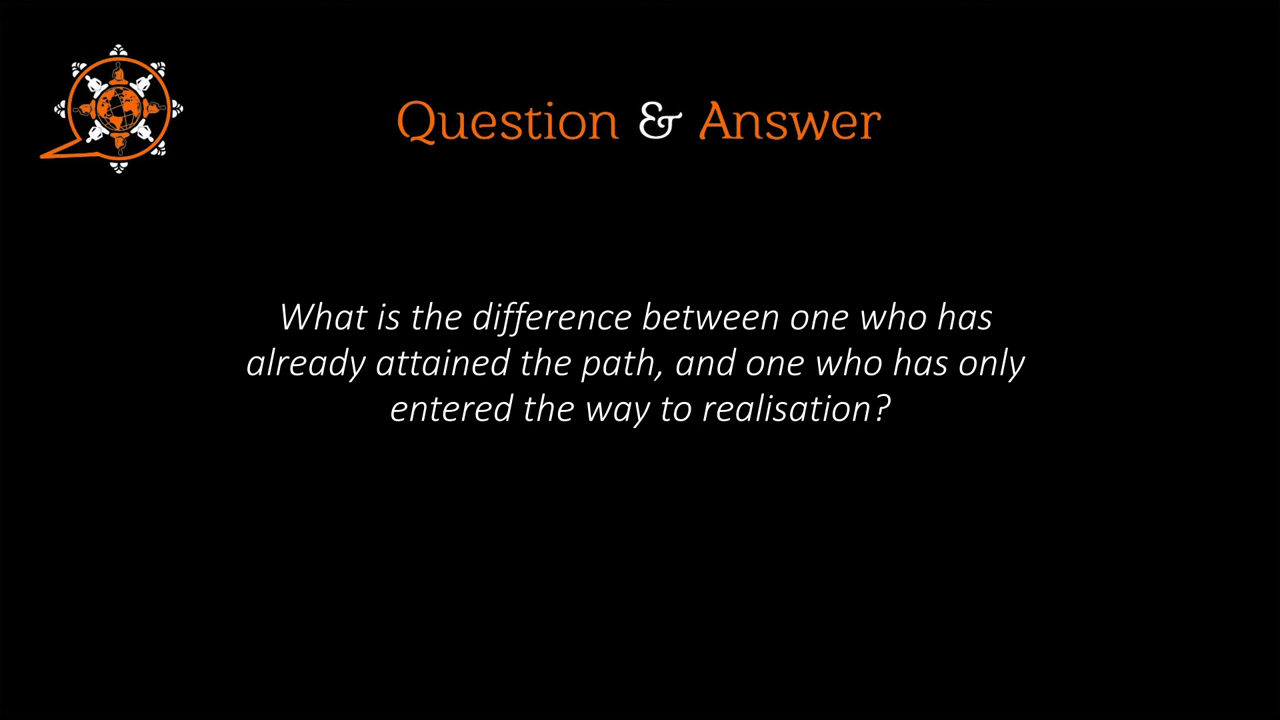 Question & Answer
What is the difference between one who has
already attained the path, and one who has only
entered the way to realisation?